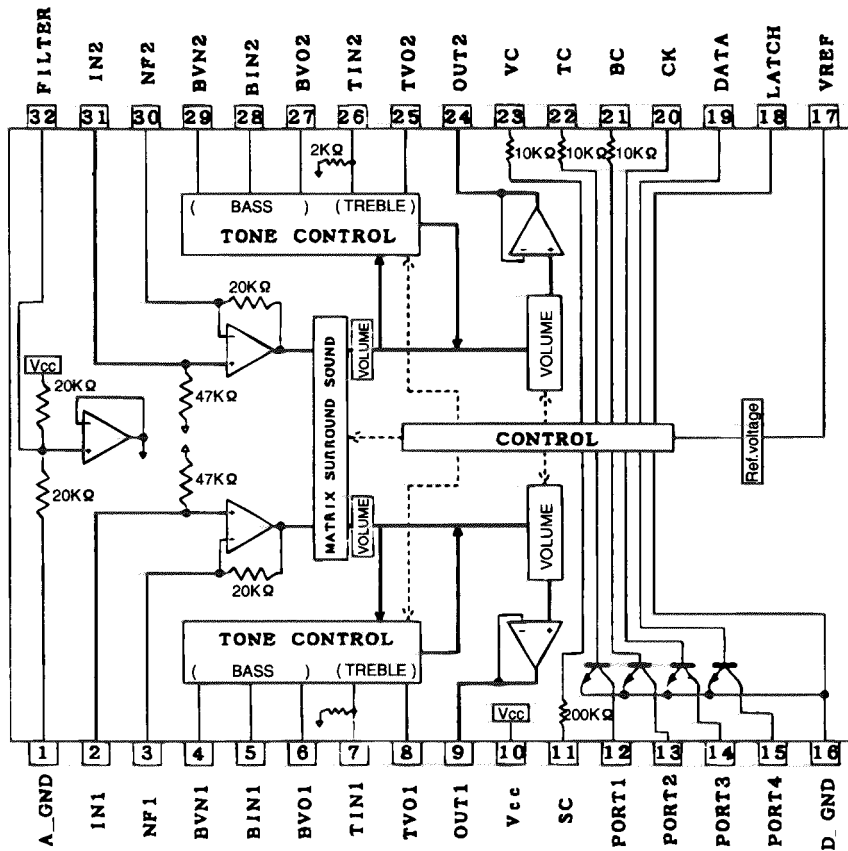 FILTER IN2 NF2 BVN2 BIN2 BVO2 TIN2 TVO2 OUT2 VC TC BC CK DATA LATCH VREF
32 31 30 29 28 27 26 25 24 23 22 21 20 19 18 17
2KΩ 10KΩ 10KΩ 10KΩ
( BASS ) (TREBLE)
TONE CONTROL
20KΩ
VOLUME
VOLUME
Vcc
20KΩ
47KΩ
MATRIX SURROUND SOUND
CONTROL
Ref.voltage
47KΩ
20KΩ
VOLUME
VOLUME
20KΩ
TONE CONTROL
( BASS ) (TREBLE)
Vcc
200KΩ
1 2 3 4 5 6 7 8 9 10 11 12 13 14 15 16
A_GND IN1 NF1 BVN1 BIN1 BVO1 TIN1 TVO1 OUT1 Vcc SC PORT1 PORT2 PORT3 PORT4 D_GND